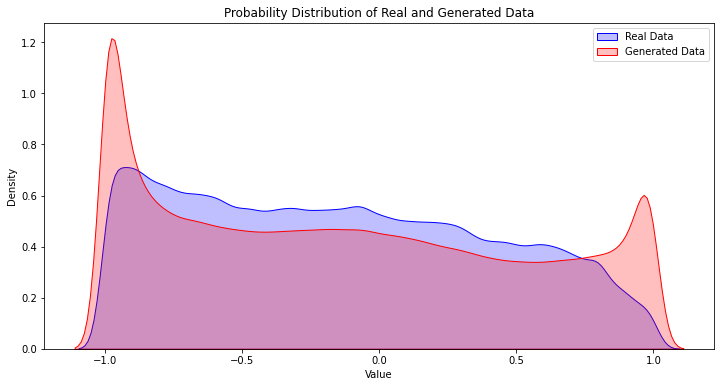 Probability Distribution of Real and Generated Data
Real Data
Generated Data
1.2
1.0
0.8
0.6
0.4
0.2
0.0
Density
−1.0 −0.5 0.0 0.5 1.0
Value